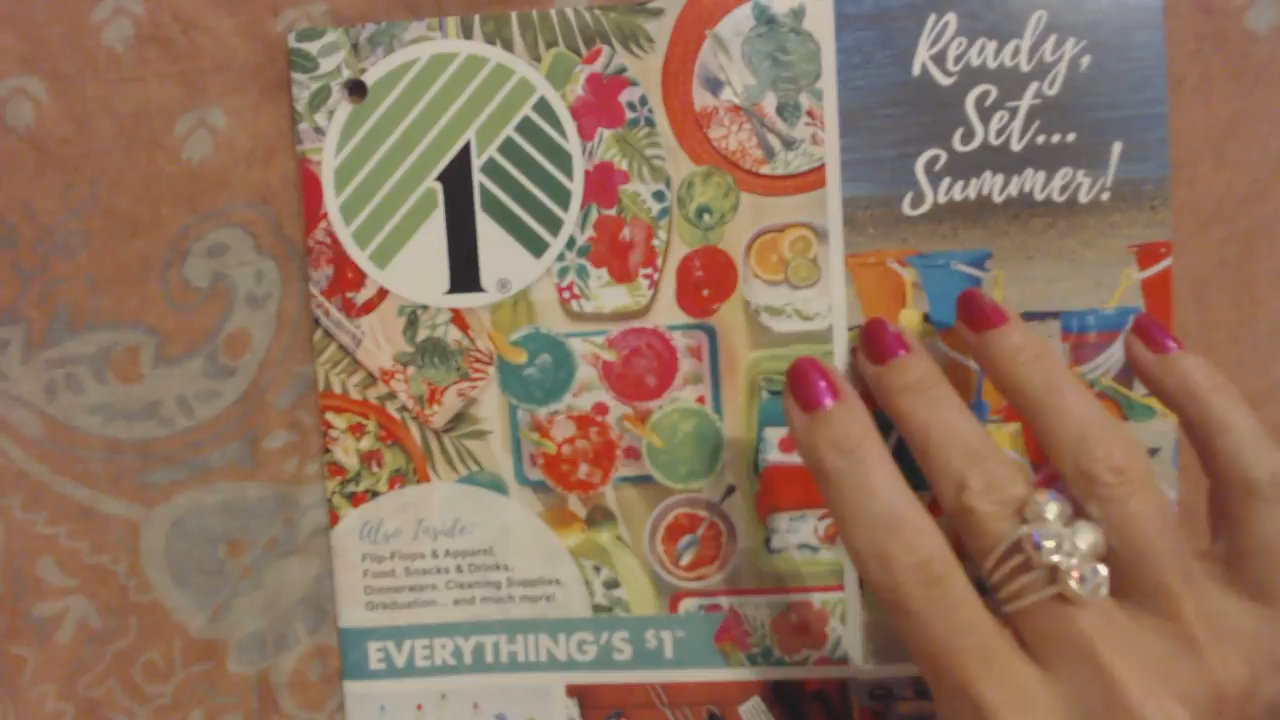 1®
Ready,
Set...
Summer!
Also Inside:
Flip-Flops & Apparel,
Food, Snacks & Drinks,
Dinnerware, Cleaning Supplies,
Graduation... and much more!
EVERYTHING'S $1™